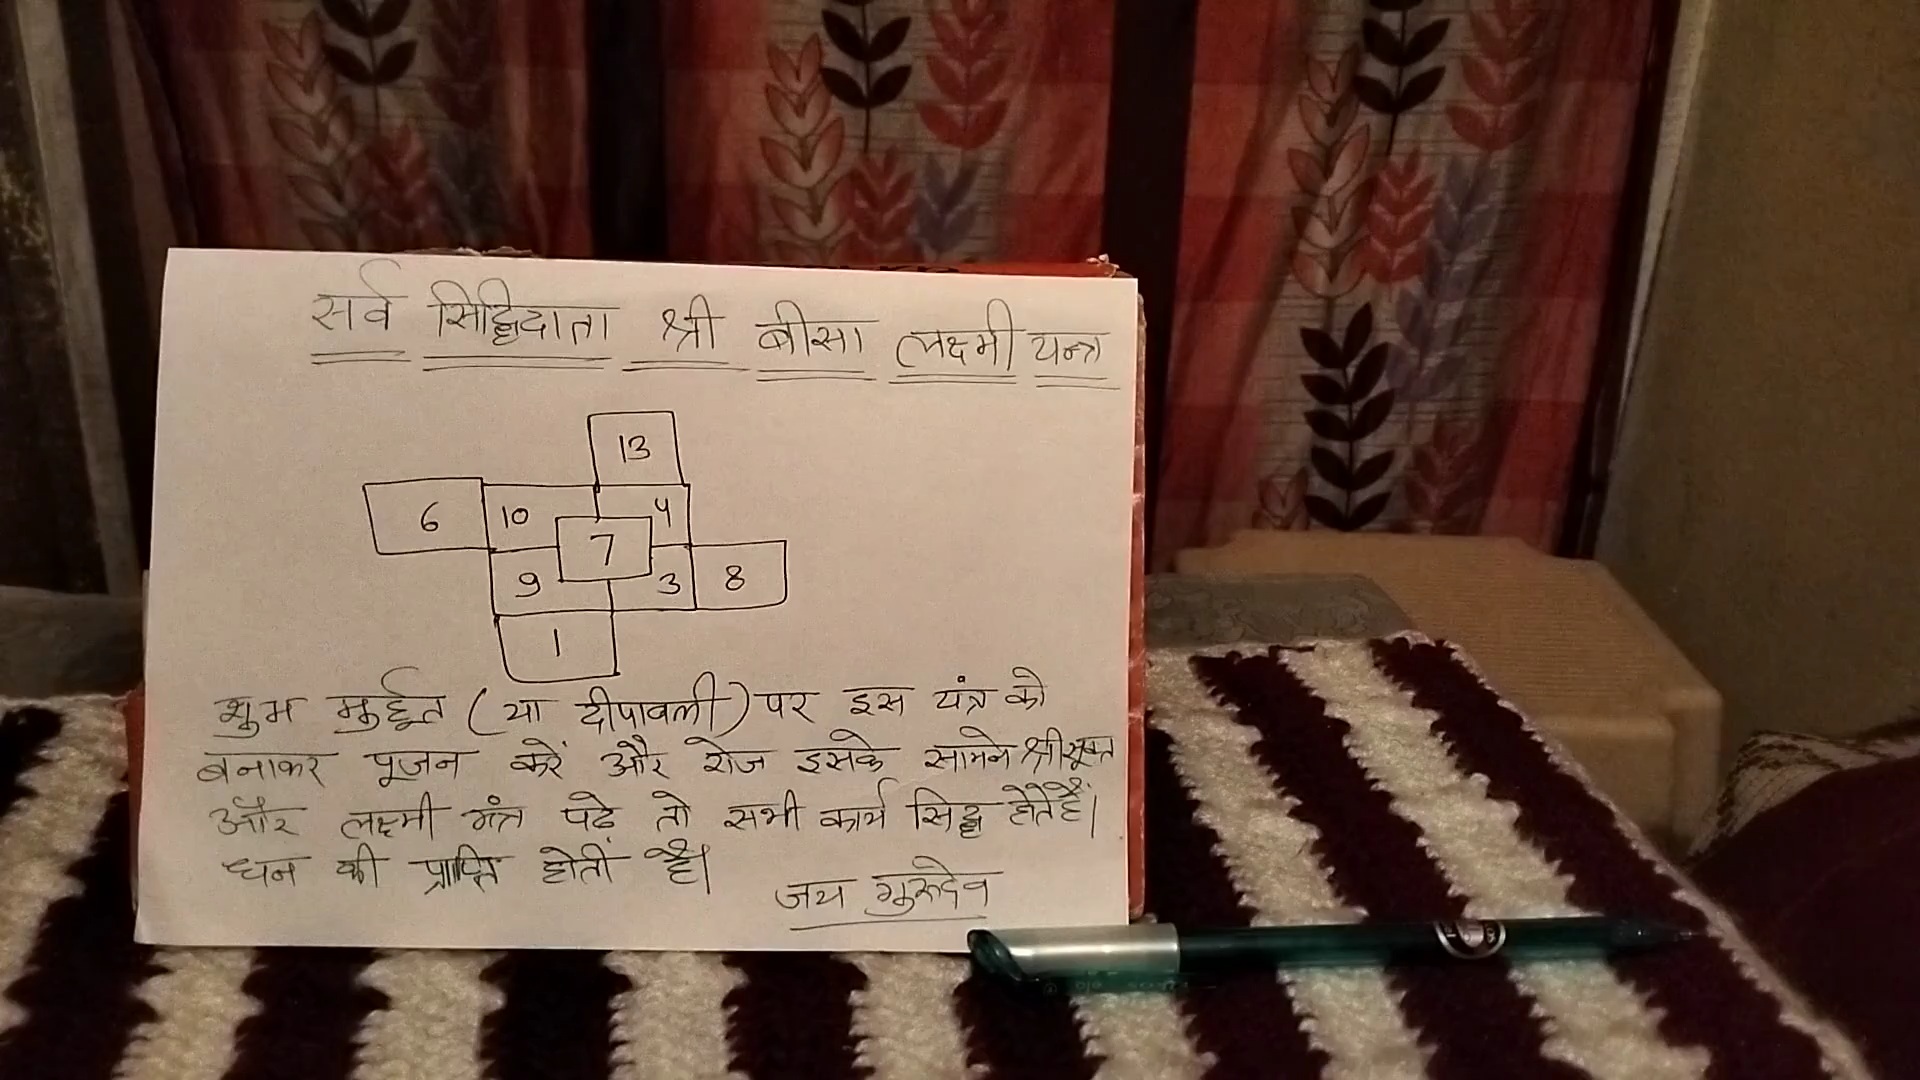 सर्व सिद्धिदाता श्री बीसा लक्ष्मी यन्त्र
13
6 10 4
7
9 3 8
1
शुभ मुर्हूत (या दीपावली) पर इस यंत्र को
बनाकर पूजन करें और रोज इसके सामने श्रीसूक्त
और लक्ष्मी मंत्र पढे तो सभी कार्य सिद्ध होते हैं।
धन की प्राप्ति होती है।
जय गुरुदेव